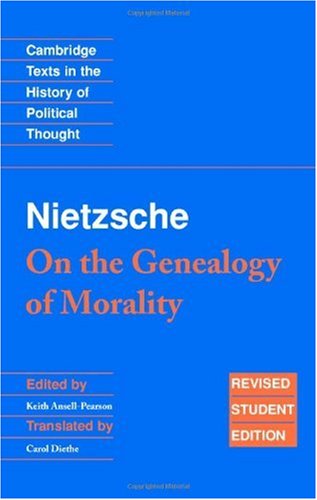 Cambridge
Texts in the
History of
Political
Thought
Nietzsche
On the Genealogy
of Morality
Edited by
Keith Ansell-Pearson
Translated by
Carol Diethe
REVISED
STUDENT
EDITION